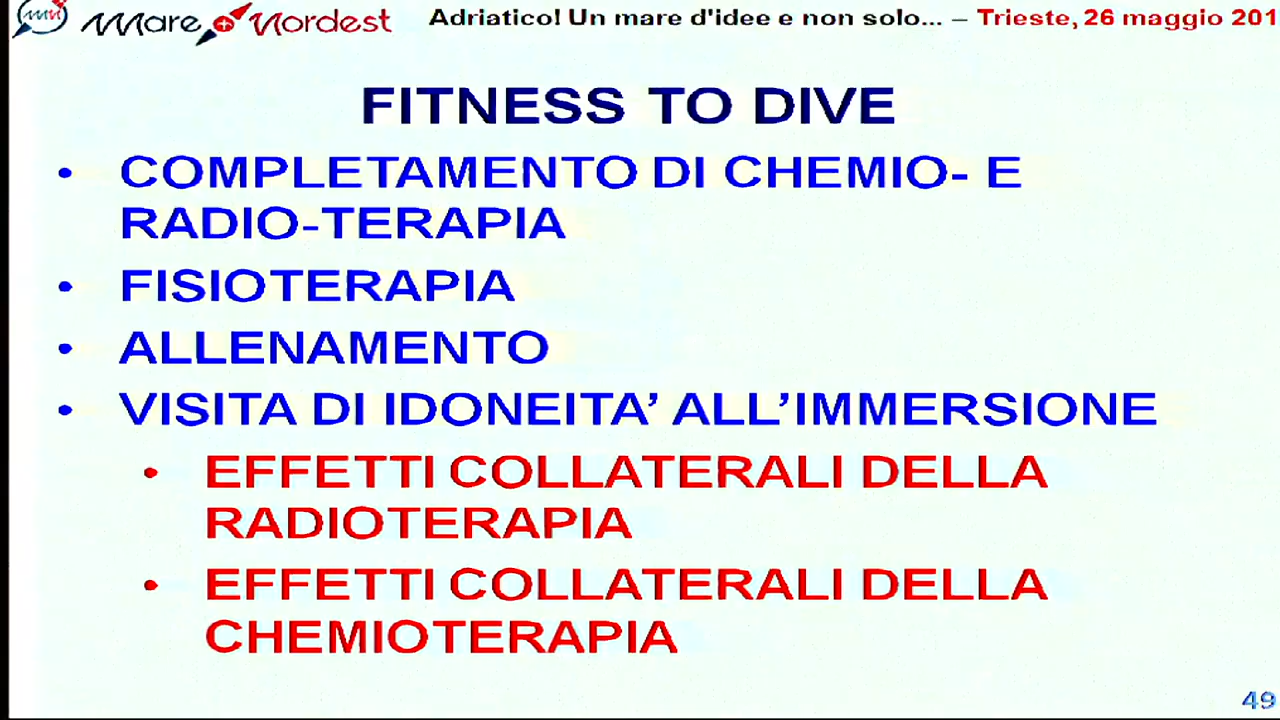 Mare Nordest
Adriatico! Un mare d'idee e non solo... – Trieste, 26 maggio 201
FITNESS TO DIVE
• COMPLETAMENTO DI CHEMIO- E
RADIO-TERAPIA
• FISIOTERAPIA
• ALLENAMENTO
• VISITA DI IDONEITA’ ALL’IMMERSIONE
• EFFETTI COLLATERALI DELLA
RADIOTERAPIA
• EFFETTI COLLATERALI DELLA
CHEMIOTERAPIA
49